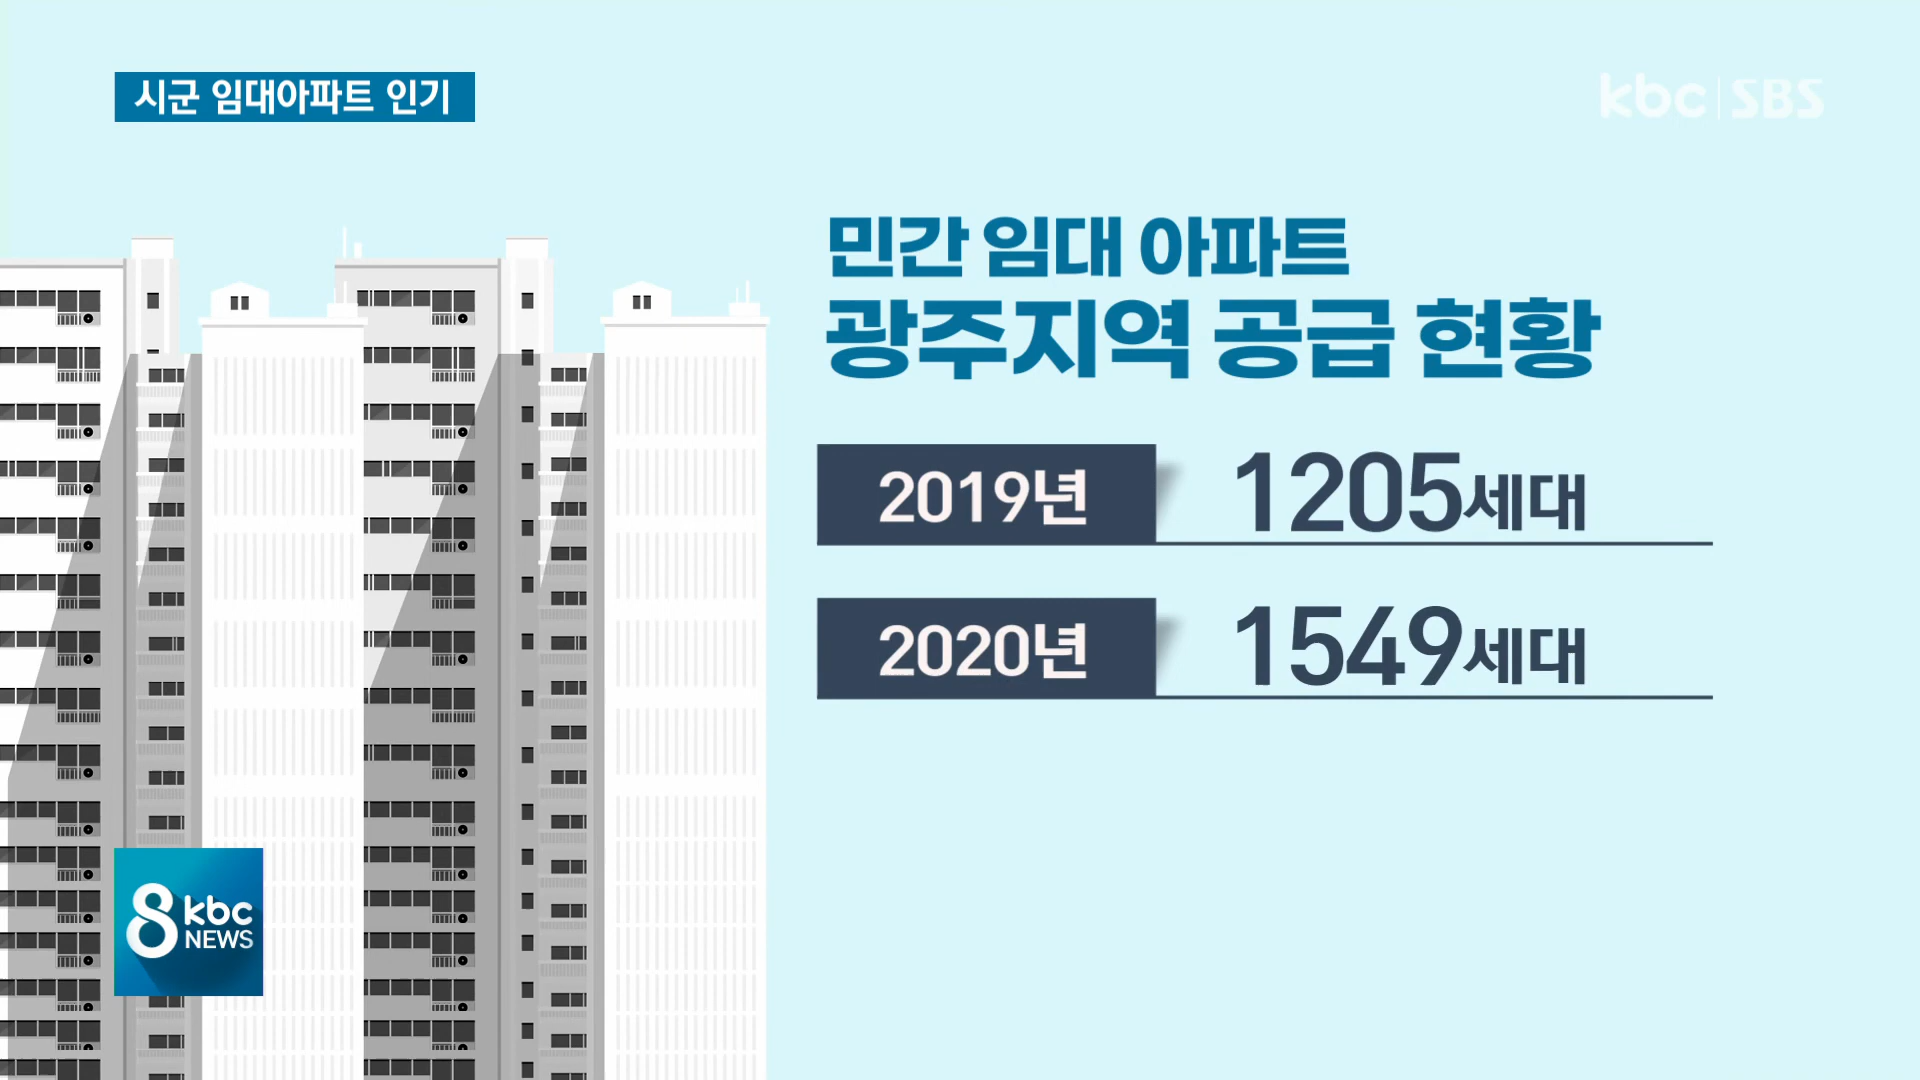 시군 임대아파트 인기
kbc SBS
민간 임대 아파트
광주지역 공급 현황
2019년 1205세대
2020년 1549세대
8 kbc
NEWS